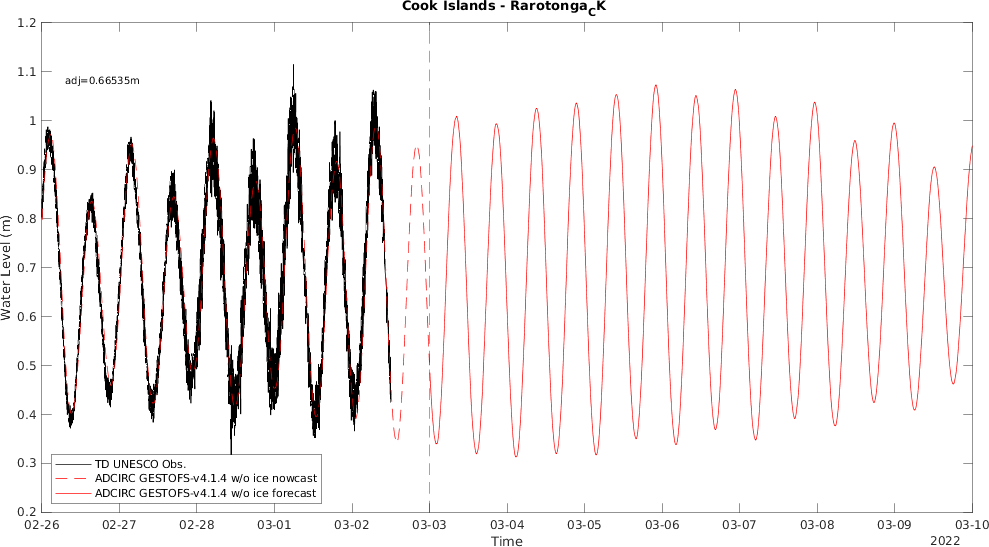 Cook Islands - Rarotonga_CK
1.2
1.1
1
0.9
0.8
0.7
0.6
0.5
0.4
0.3
0.2
Water Level (m)
adj=0.66535m
TD UNESCO Obs.
ADCIRC GESTOFS-v4.1.4 w/o ice nowcast
ADCIRC GESTOFS-v4.1.4 w/o ice forecast
02-26 02-27 02-28 03-01 03-02 03-03 03-04 03-05 03-06 03-07 03-08 03-09 03-10
Time
2022